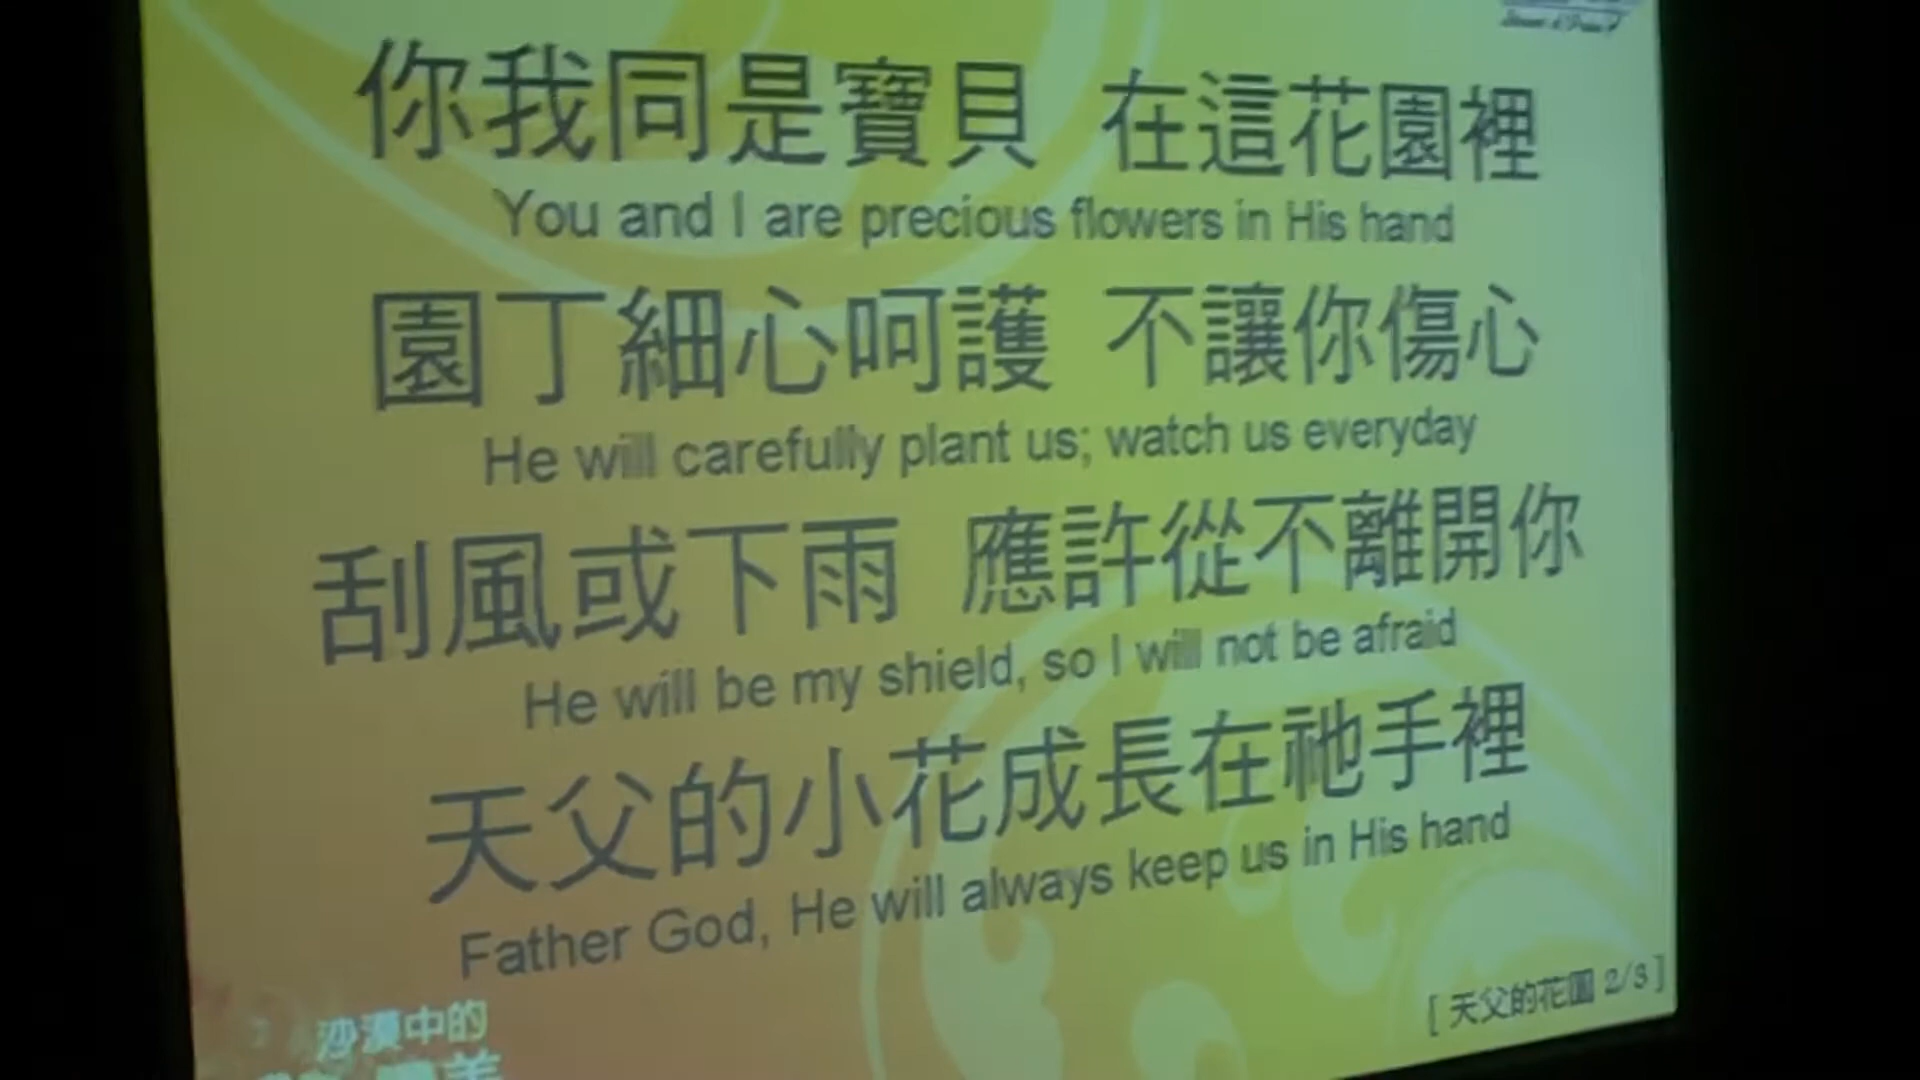 你我同是寶貝 在這花園裡
You and I are precious flowers in His hand
園丁細心呵護 不讓你傷心
He will carefully plant us; watch us everyday
刮風或下雨 應許從不離開你
He will be my shield, so I will not be afraid
天父的小花成長在祂手裡
Father God, He will always keep us in His hand
[ 天父的花園 2/3 ]
沙漠中的
讚美